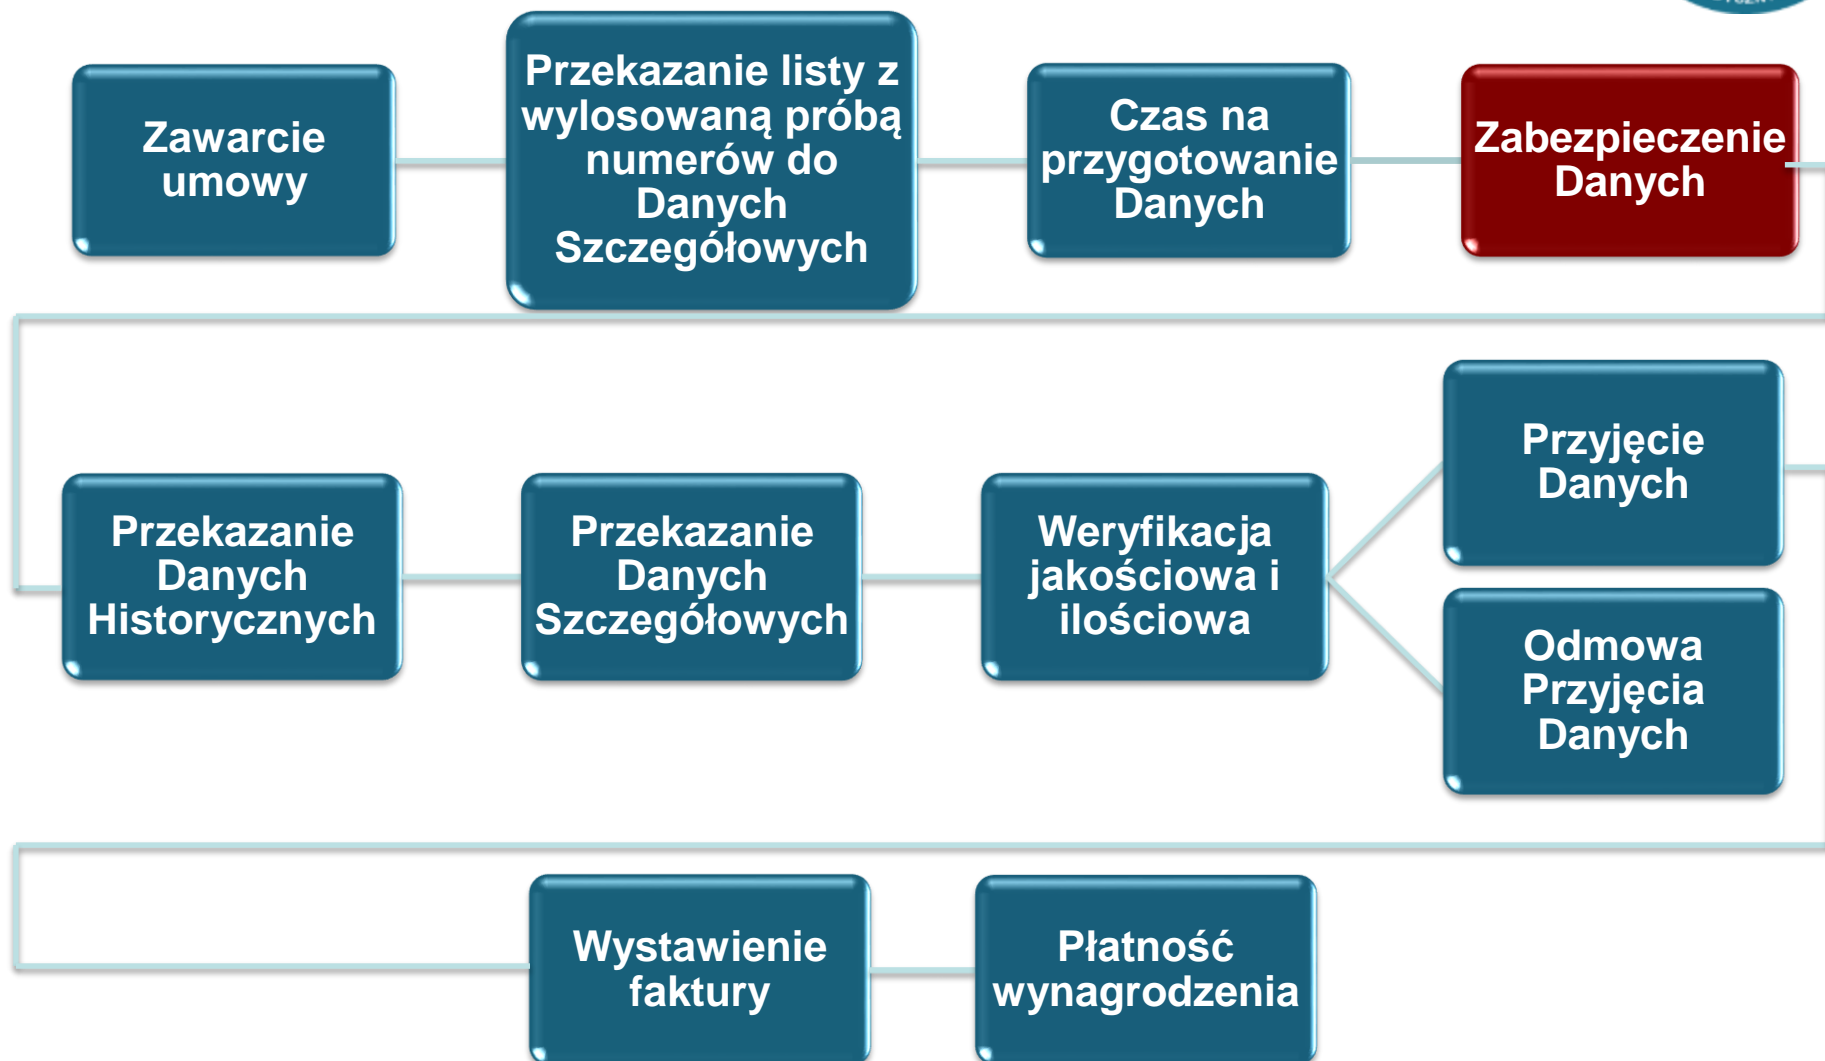 Zawarcie
umowy
Przekazanie listy z
wylosowaną próbą
numerów do
Danych
Szczegółowych
Czas na
przygotowanie
Danych
Zabezpieczenie
Danych
Przekazanie
Danych
Historycznych
Przekazanie
Danych
Szczegółowych
Weryfikacja
jakościowa i
ilościowa
Przyjęcie
Danych
Odmowa
Przyjęcia
Danych
Wystawienie
faktury
Płatność
wynagrodzenia